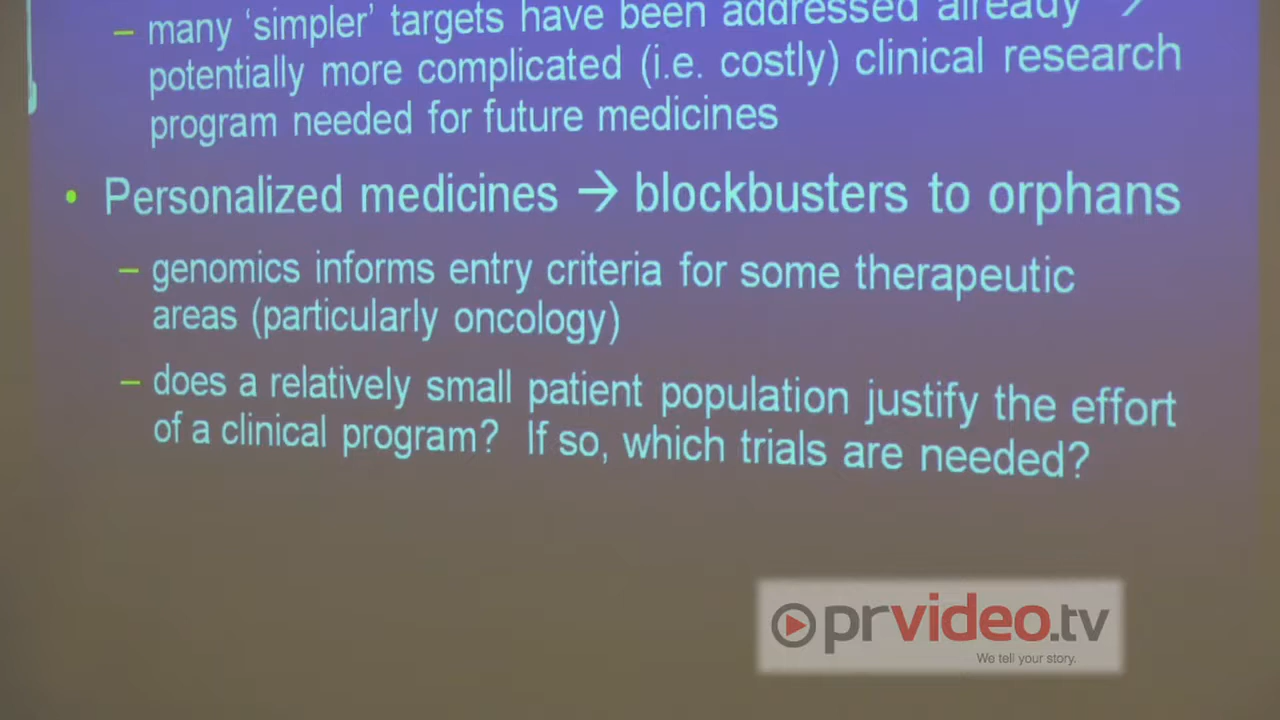 – many ‘simpler’ targets have been addressed already →
potentially more complicated (i.e. costly) clinical research
program needed for future medicines
• Personalized medicines → blockbusters to orphans
– genomics informs entry criteria for some therapeutic
areas (particularly oncology)
– does a relatively small patient population justify the effort
of a clinical program? If so, which trials are needed?
prvideo.tv
We tell your story.